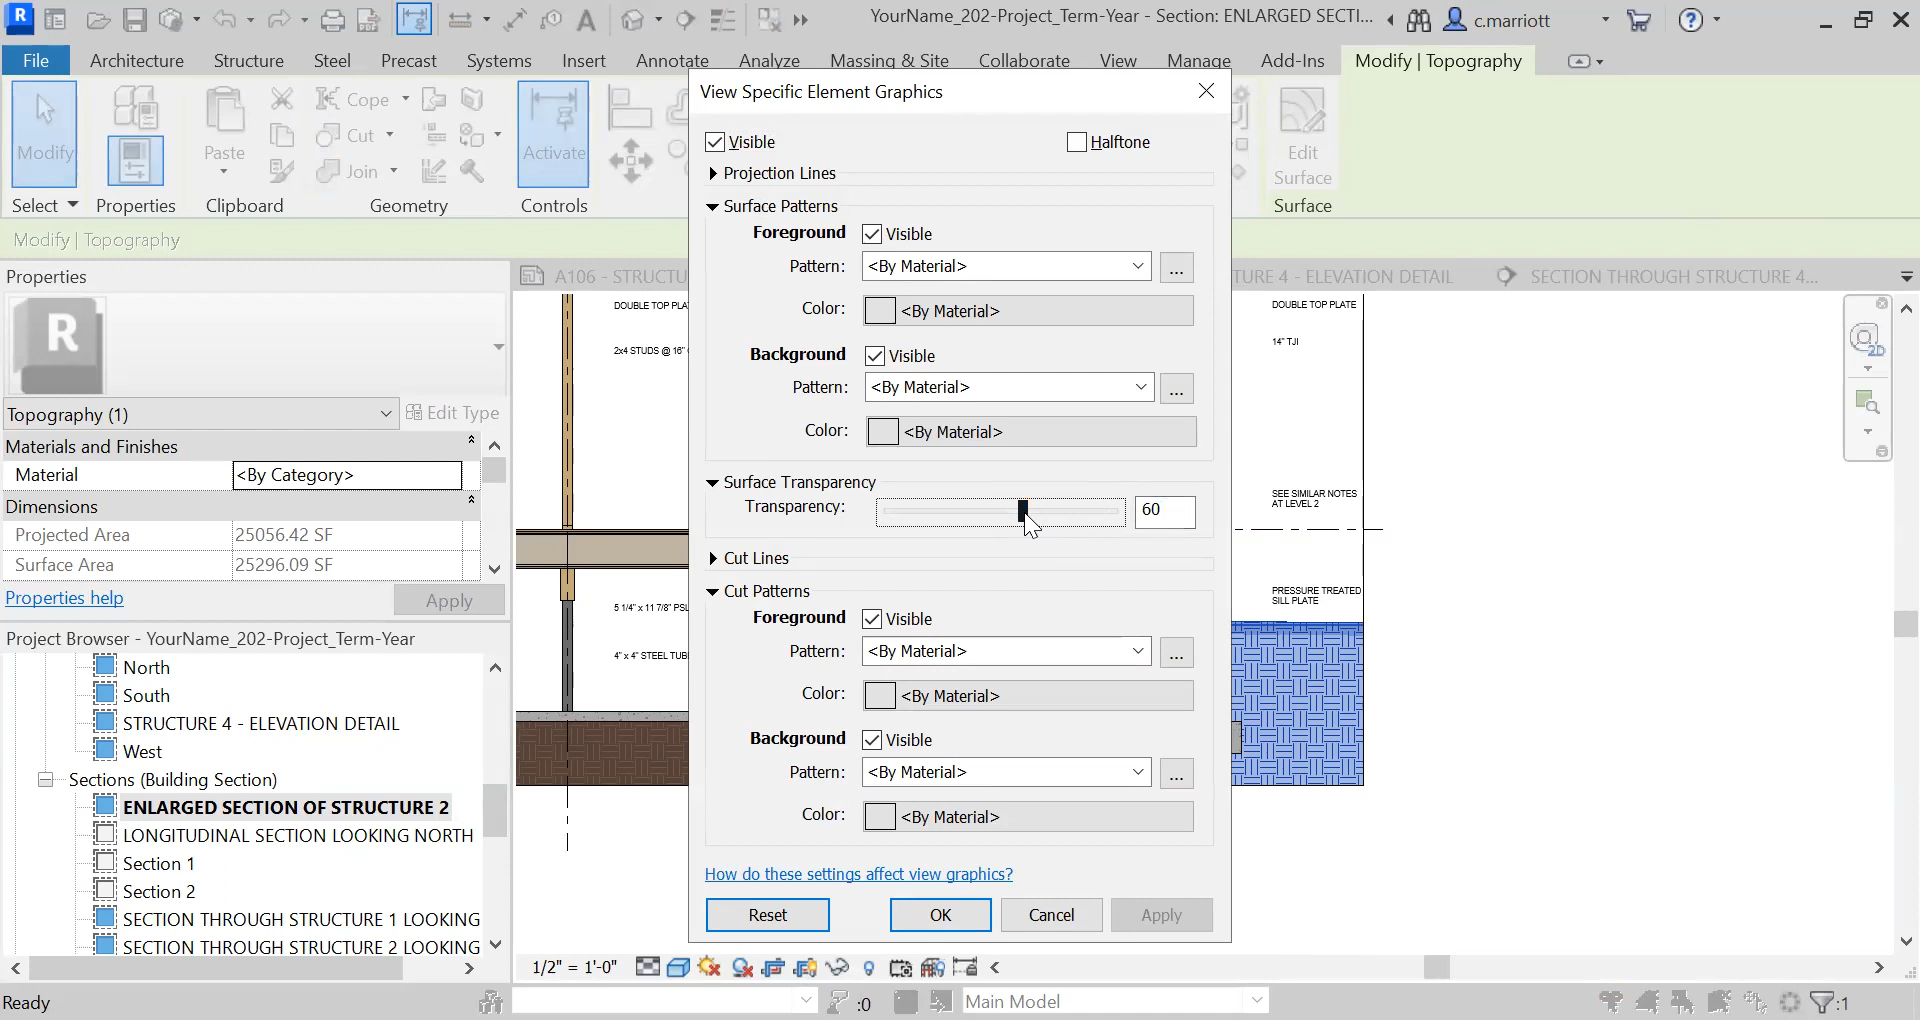 R
YourName_202-Project_Term-Year - Section: ENLARGED SECTI...
c.marriott
File Architecture Structure Steel Precast Systems Insert Annotate Analyze Massing & Site Collaborate View Manage Add-Ins Modify | Topography
Modify
Paste
Cope
Cut
Join
Activate
Edit
Surface
Select Properties Clipboard Geometry Controls Surface
Modify | Topography
Properties
R
Topography (1)
Edit Type
Materials and Finishes
Material <By Category>
Dimensions
Projected Area 25056.42 SF
Surface Area 25296.09 SF
Properties help
Apply
Project Browser - YourName_202-Project_Term-Year
North
South
STRUCTURE 4 - ELEVATION DETAIL
West
Sections (Building Section)
ENLARGED SECTION OF STRUCTURE 2
LONGITUDINAL SECTION LOOKING NORTH
Section 1
Section 2
SECTION THROUGH STRUCTURE 1 LOOKING
SECTION THROUGH STRUCTURE 2 LOOKING
A106 - STRUCTU
TURE 4 - ELEVATION DETAIL
SECTION THROUGH STRUCTURE 4...
DOUBLE TOP PLA
2x4 STUDS @ 16"
5 1/4" x 11 7/8" PSL
4" x 4" STEEL TUB
View Specific Element Graphics
Visible
Halftone
Projection Lines
Surface Patterns
Foreground Visible
Pattern: <By Material> ...
Color: <By Material>
Background Visible
Pattern: <By Material> ...
Color: <By Material>
Surface Transparency
Transparency: 60
Cut Lines
Cut Patterns
Foreground Visible
Pattern: <By Material> ...
Color: <By Material>
Background Visible
Pattern: <By Material> ...
Color: <By Material>
How do these settings affect view graphics?
Reset OK Cancel Apply
DOUBLE TOP PLATE
14" TJI
SEE SIMILAR NOTES
AT LEVEL 2
PRESSURE TREATED
SILL PLATE
2D
1/2" = 1'-0"
Ready
:0
Main Model
:1